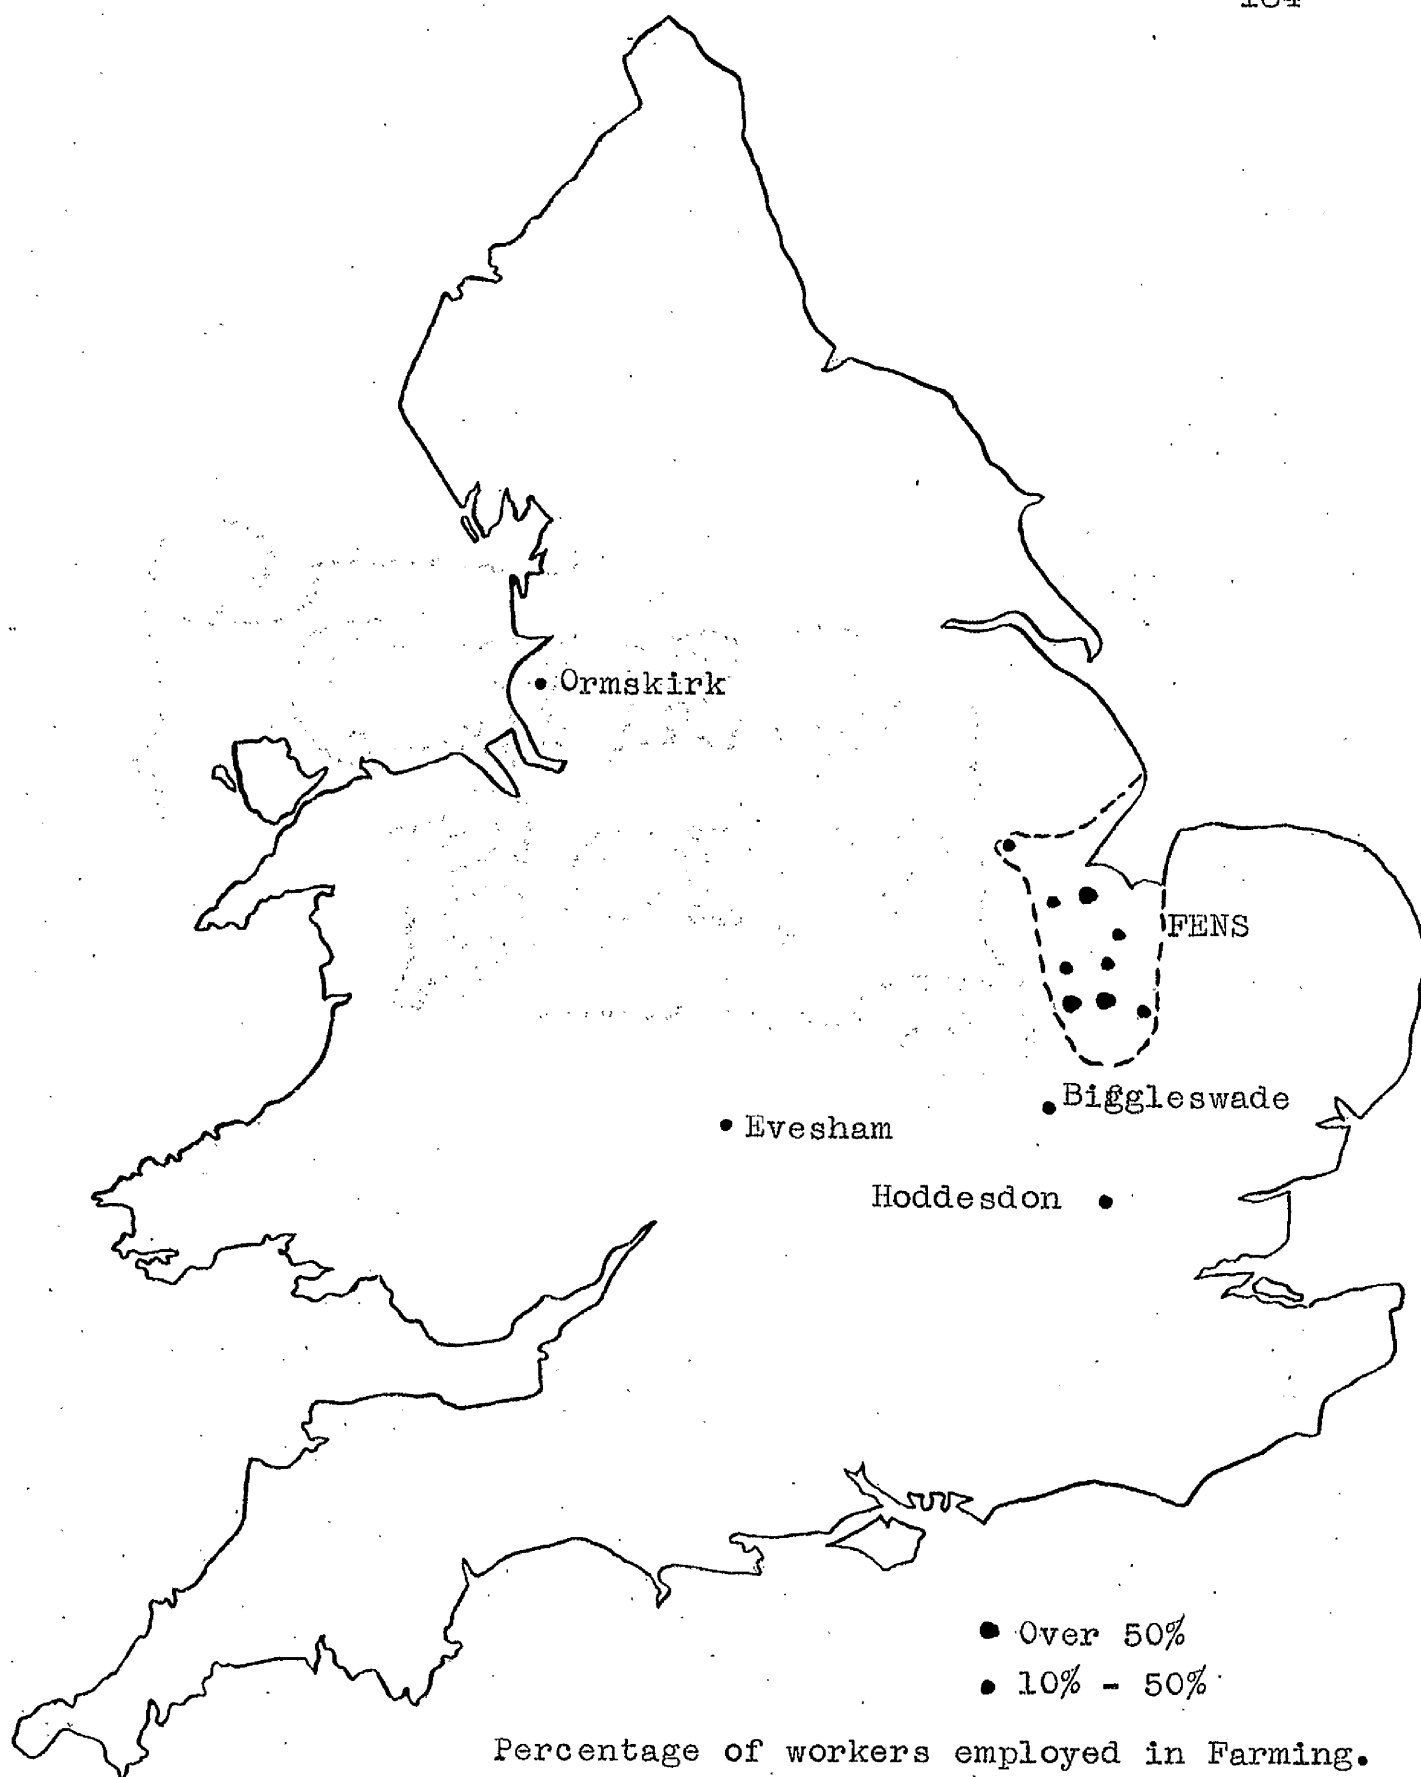 Ormskirk
FENS
Biggleswade
Evesham
Hoddesdon
Over 50%
10% - 50%
Percentage of workers employed in Farming.